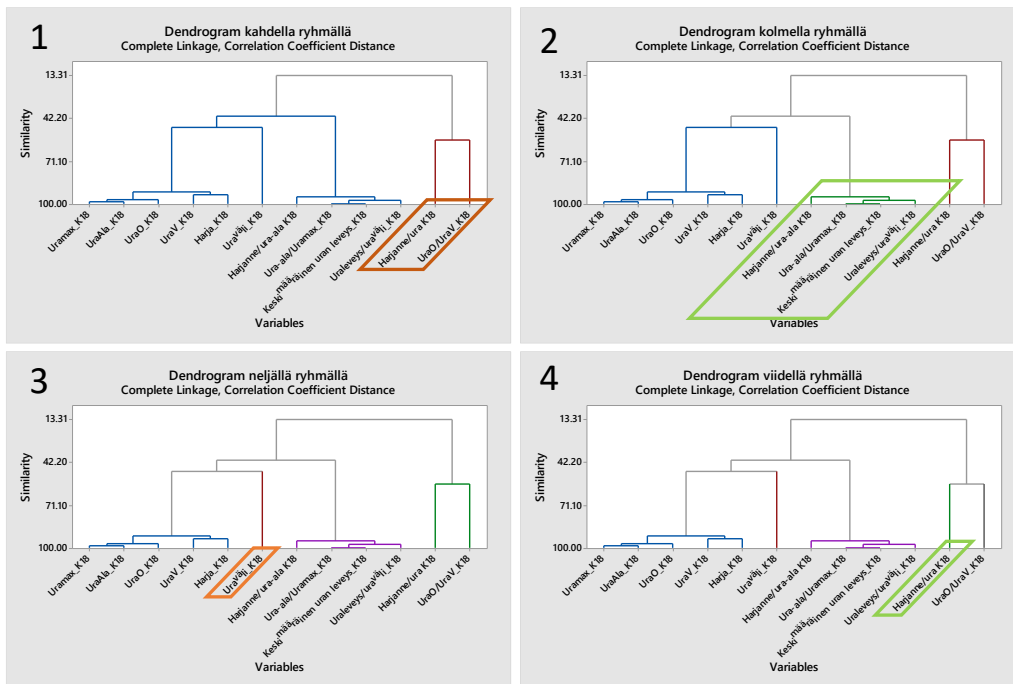 1
Dendrogram kahdella ryhmällä
Complete Linkage, Correlation Coefficient Distance
Similarity
13.31
42.20
71.10
100.00
Uramax_K18
UraAla_K18
UraO_K18
UraV_K18
Harja_K18
UraVäli_K18
Harjanne/ura-ala K18
Ura-ala/Uramax_K18
Keskimääräinen uran leveys_K18
Uraleveys/uraväli_K18
Harjanne/ura K18
UraO/UraV_K18
Variables
2
Dendrogram kolmella ryhmällä
Complete Linkage, Correlation Coefficient Distance
Similarity
13.31
42.20
71.10
100.00
Uramax_K18
UraAla_K18
UraO_K18
UraV_K18
Harja_K18
UraVäli_K18
Harjanne/ura-ala K18
Ura-ala/Uramax_K18
Keskimääräinen uran leveys_K18
Uraleveys/uraväli_K18
Harjanne/ura K18
UraO/UraV_K18
Variables
3
Dendrogram neljällä ryhmällä
Complete Linkage, Correlation Coefficient Distance
Similarity
13.31
42.20
71.10
100.00
Uramax_K18
UraAla_K18
UraO_K18
UraV_K18
Harja_K18
UraVäli_K18
Harjanne/ura-ala K18
Ura-ala/Uramax_K18
Keskimääräinen uran leveys_K18
Uraleveys/uraväli_K18
Harjanne/ura K18
UraO/UraV_K18
Variables
4
Dendrogram viidellä ryhmällä
Complete Linkage, Correlation Coefficient Distance
Similarity
13.31
42.20
71.10
100.00
Uramax_K18
UraAla_K18
UraO_K18
UraV_K18
Harja_K18
UraVäli_K18
Harjanne/ura-ala K18
Ura-ala/Uramax_K18
Keskimääräinen uran leveys_K18
Uraleveys/uraväli_K18
Harjanne/ura K18
UraO/UraV_K18
Variables